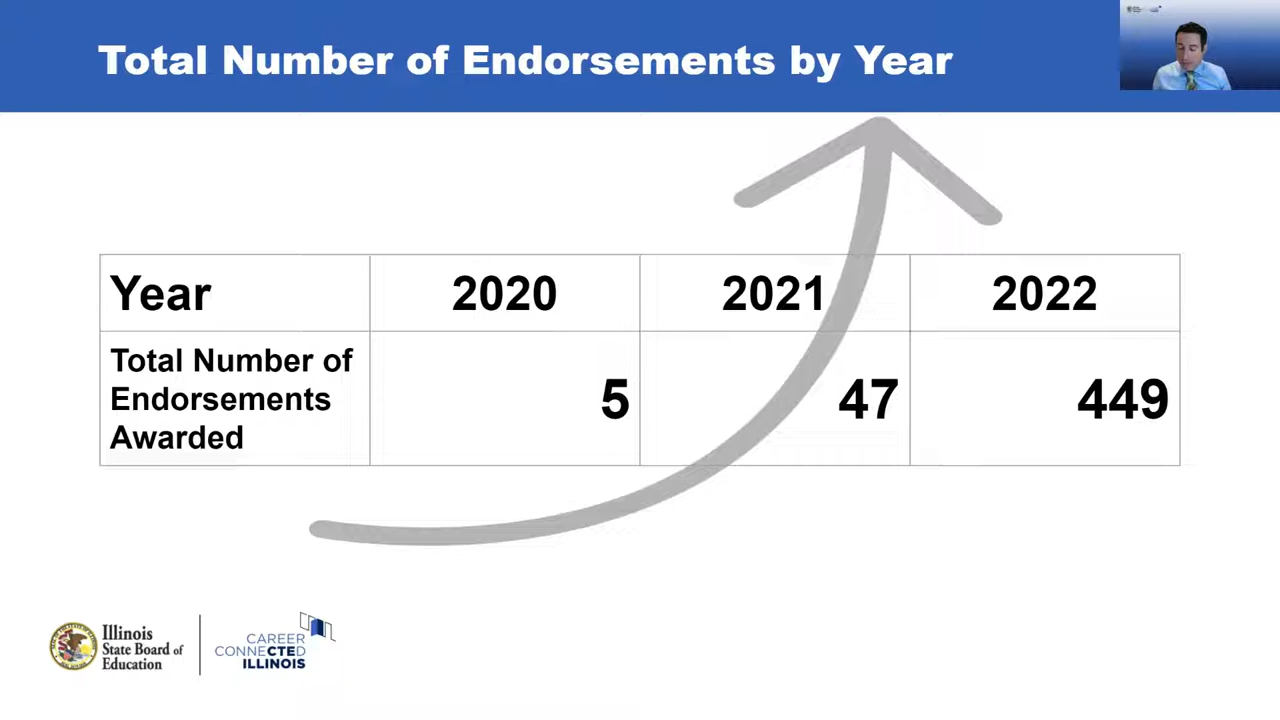 Total Number of Endorsements by Year
Year 2020 2021 2022
Total Number of
Endorsements
Awarded
5 47 449
Illinois
State Board of
Education
CAREER
CONNECTED
ILLINOIS